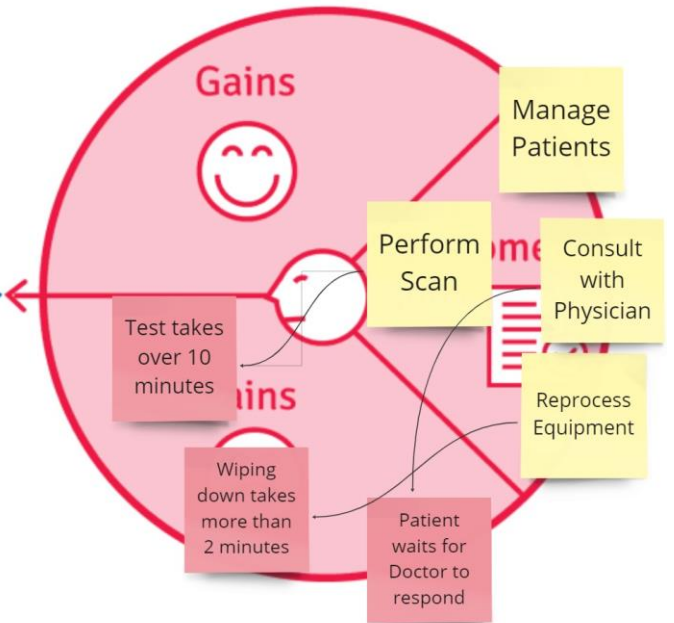 Gains
Manage
Patients
Perform
Scan
Consult
with
Physician
Test takes
over 10
minutes
Reprocess
Equipment
Wiping
down takes
more than
2 minutes
Patient
waits for
Doctor to
respond